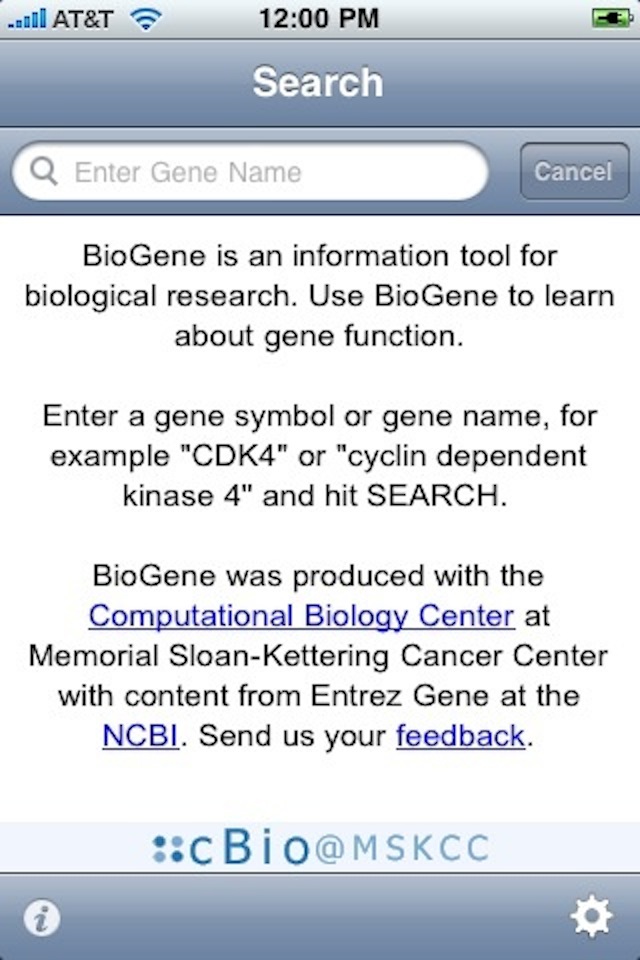 AT&T 12:00 PM
Search
Enter Gene Name Cancel
BioGene is an information tool for
biological research. Use BioGene to learn
about gene function.
Enter a gene symbol or gene name, for
example "CDK4" or "cyclin dependent
kinase 4" and hit SEARCH.
BioGene was produced with the
Computational Biology Center at
Memorial Sloan-Kettering Cancer Center
with content from Entrez Gene at the
NCBI. Send us your feedback.
cBio@MSKCC
i